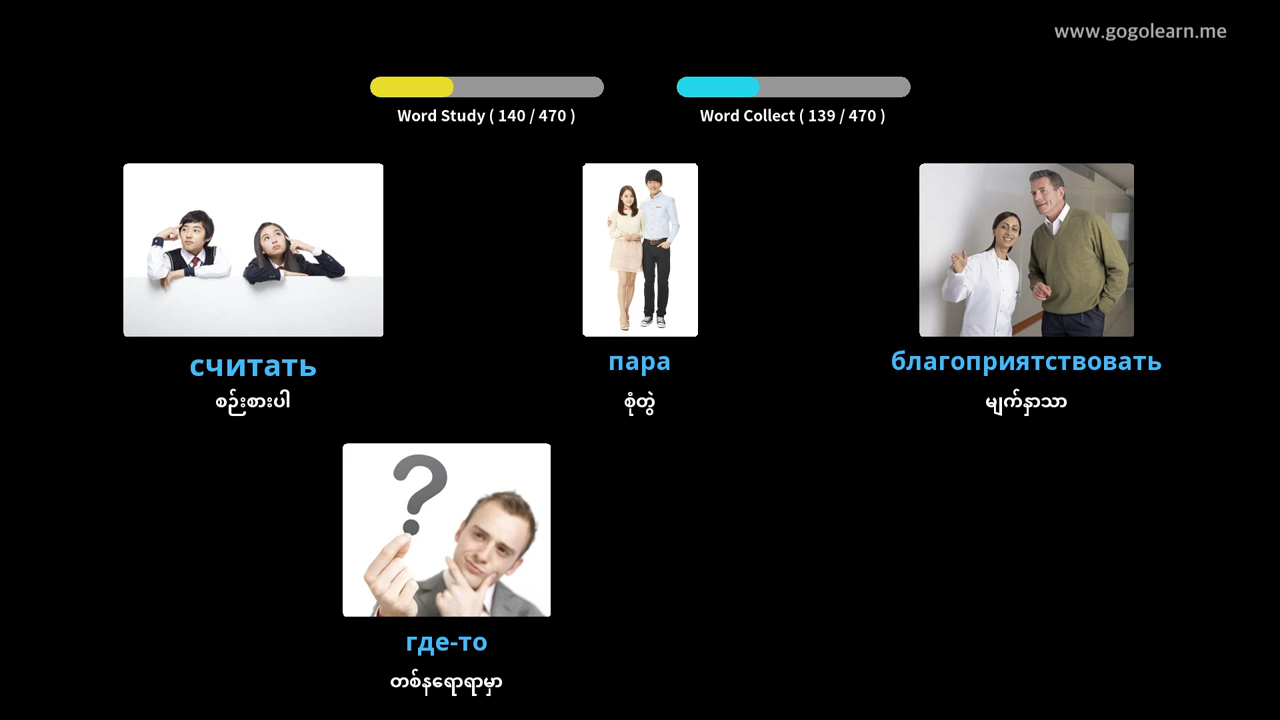 www.gogolearn.me
Word Study ( 140 / 470 )
Word Collect ( 139 / 470 )
считать
пара
благоприятствовать
စဉ်းစားပါ
စုံတွဲ
မျက်နှာသာ
где-то
တစ်နရောရာမှာ